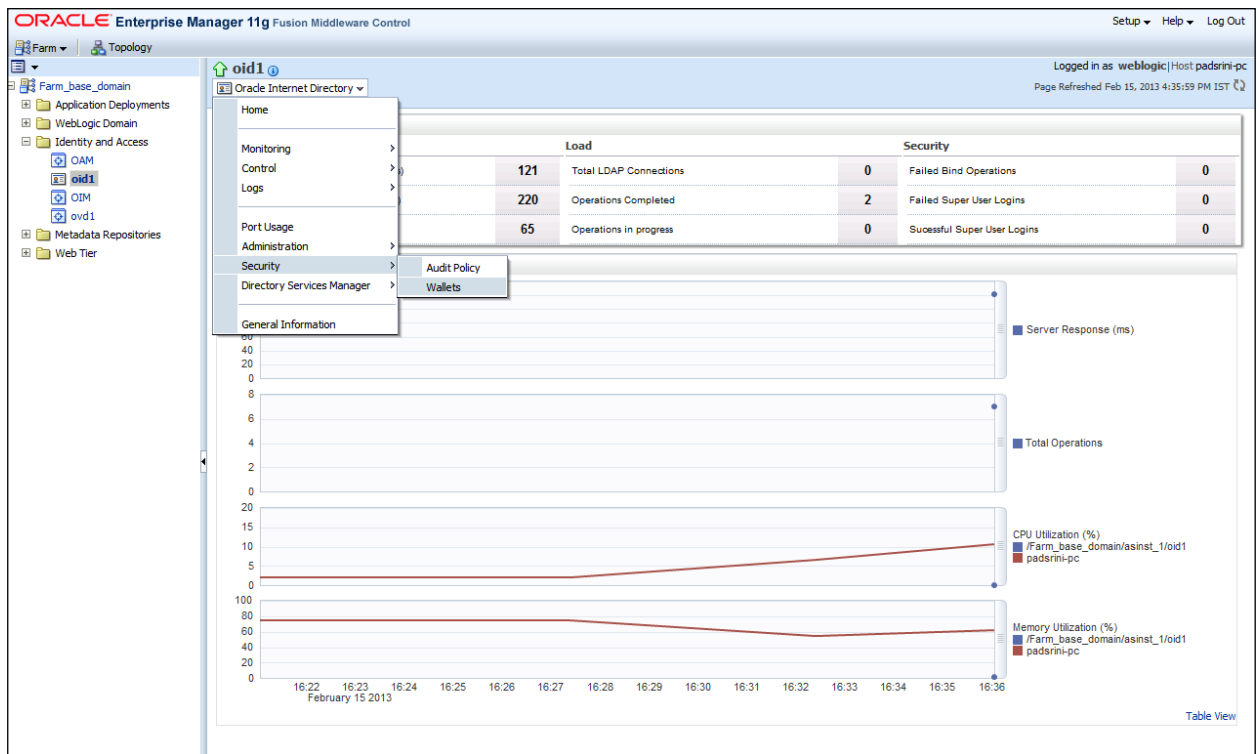 ORACLE Enterprise Manager 11g Fusion Middleware Control
Setup Help Log Out
Farm Topology
Farm_base_domain
Application Deployments
WebLogic Domain
Identity and Access
OAM
oid1
OIM
ovd1
Metadata Repositories
Web Tier
oid1
Logged in as weblogic|Host padsrini-pc
Oracle Internet Directory
Page Refreshed Feb 15, 2013 4:35:59 PM IST
Home
Monitoring
Control
Logs
Port Usage
Administration
Security
Directory Services Manager
General Information
Audit Policy
Wallets
Load
Security
121
Total LDAP Connections 0
Failed Bind Operations 0
220
Operations Completed 2
Failed Super User Logins 0
65
Operations in progress 0
Sucessful Super User Logins 0
40
20
0
Server Response (ms)
8
6
4
2
0
Total Operations
20
15
10
5
0
CPU Utilization (%)
/Farm_base_domain/asinst_1/oid1
padsrini-pc
100
80
60
40
20
0
Memory Utilization (%)
/Farm_base_domain/asinst_1/oid1
padsrini-pc
16:22 16:23 16:24 16:25 16:26 16:27 16:28 16:29 16:30 16:31 16:32 16:33 16:34 16:35 16:36
February 15 2013
Table View